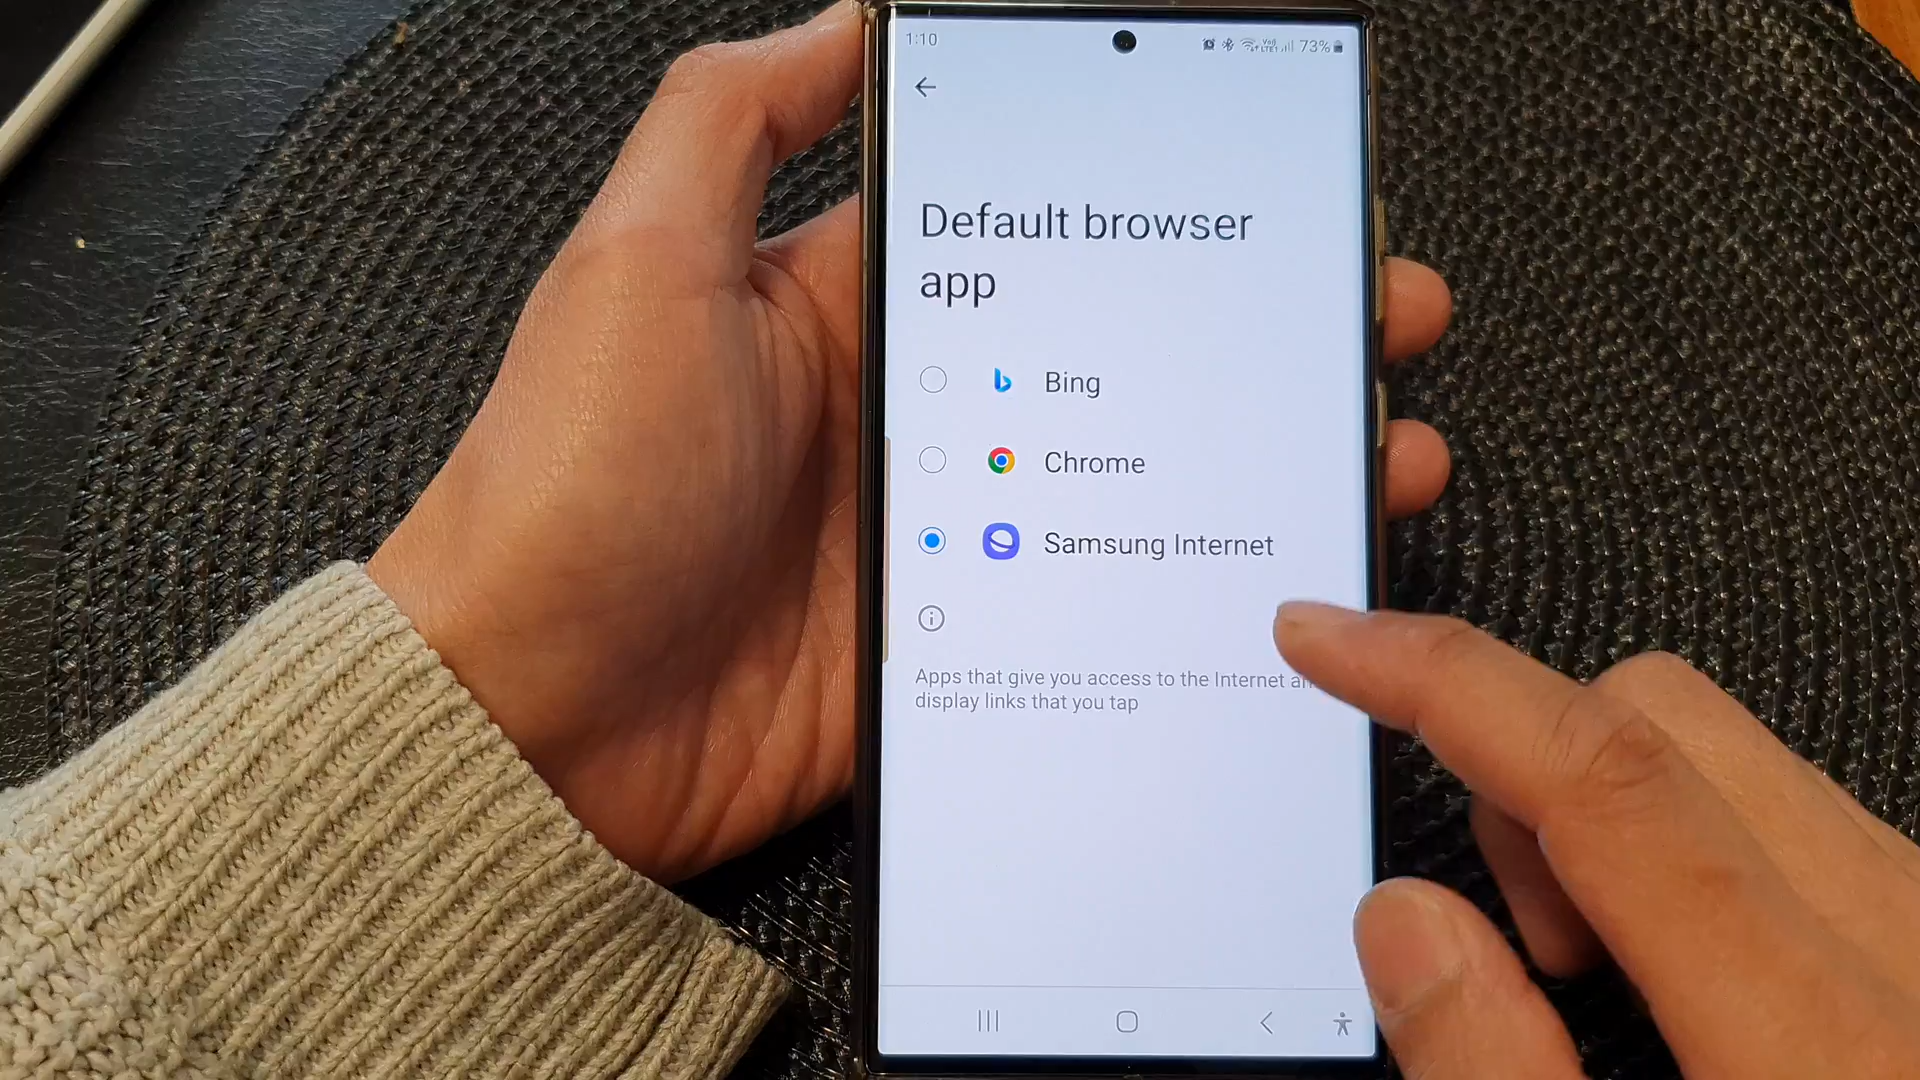 1:10
73%
Default browser
app
Bing
Chrome
Samsung Internet
Apps that give you access to the Internet
display links that you tap